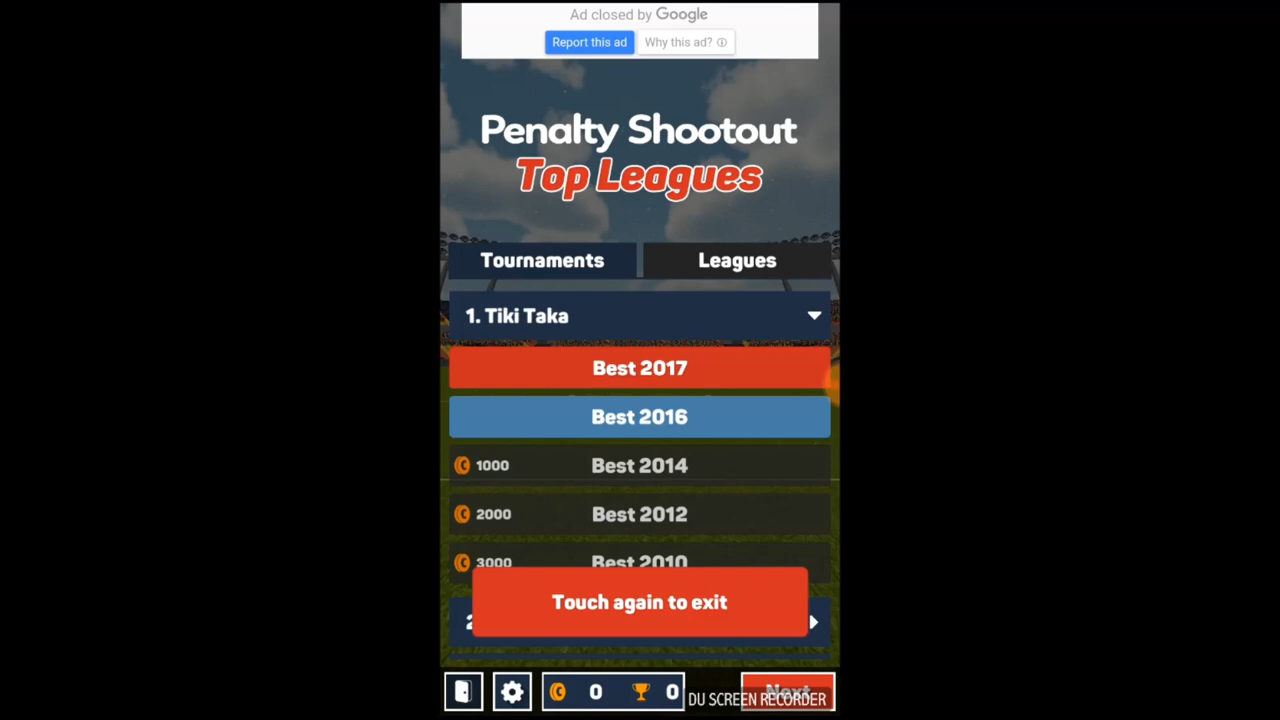 Ad closed by Google
Report this ad
Why this ad?
Penalty Shootout
Top Leagues
Tournaments
Leagues
1. Tiki Taka
Best 2017
Best 2016
1000 Best 2014
2000 Best 2012
3000 Best 2010
Touch again to exit
2
0 0
Next
DU SCREEN RECORDER